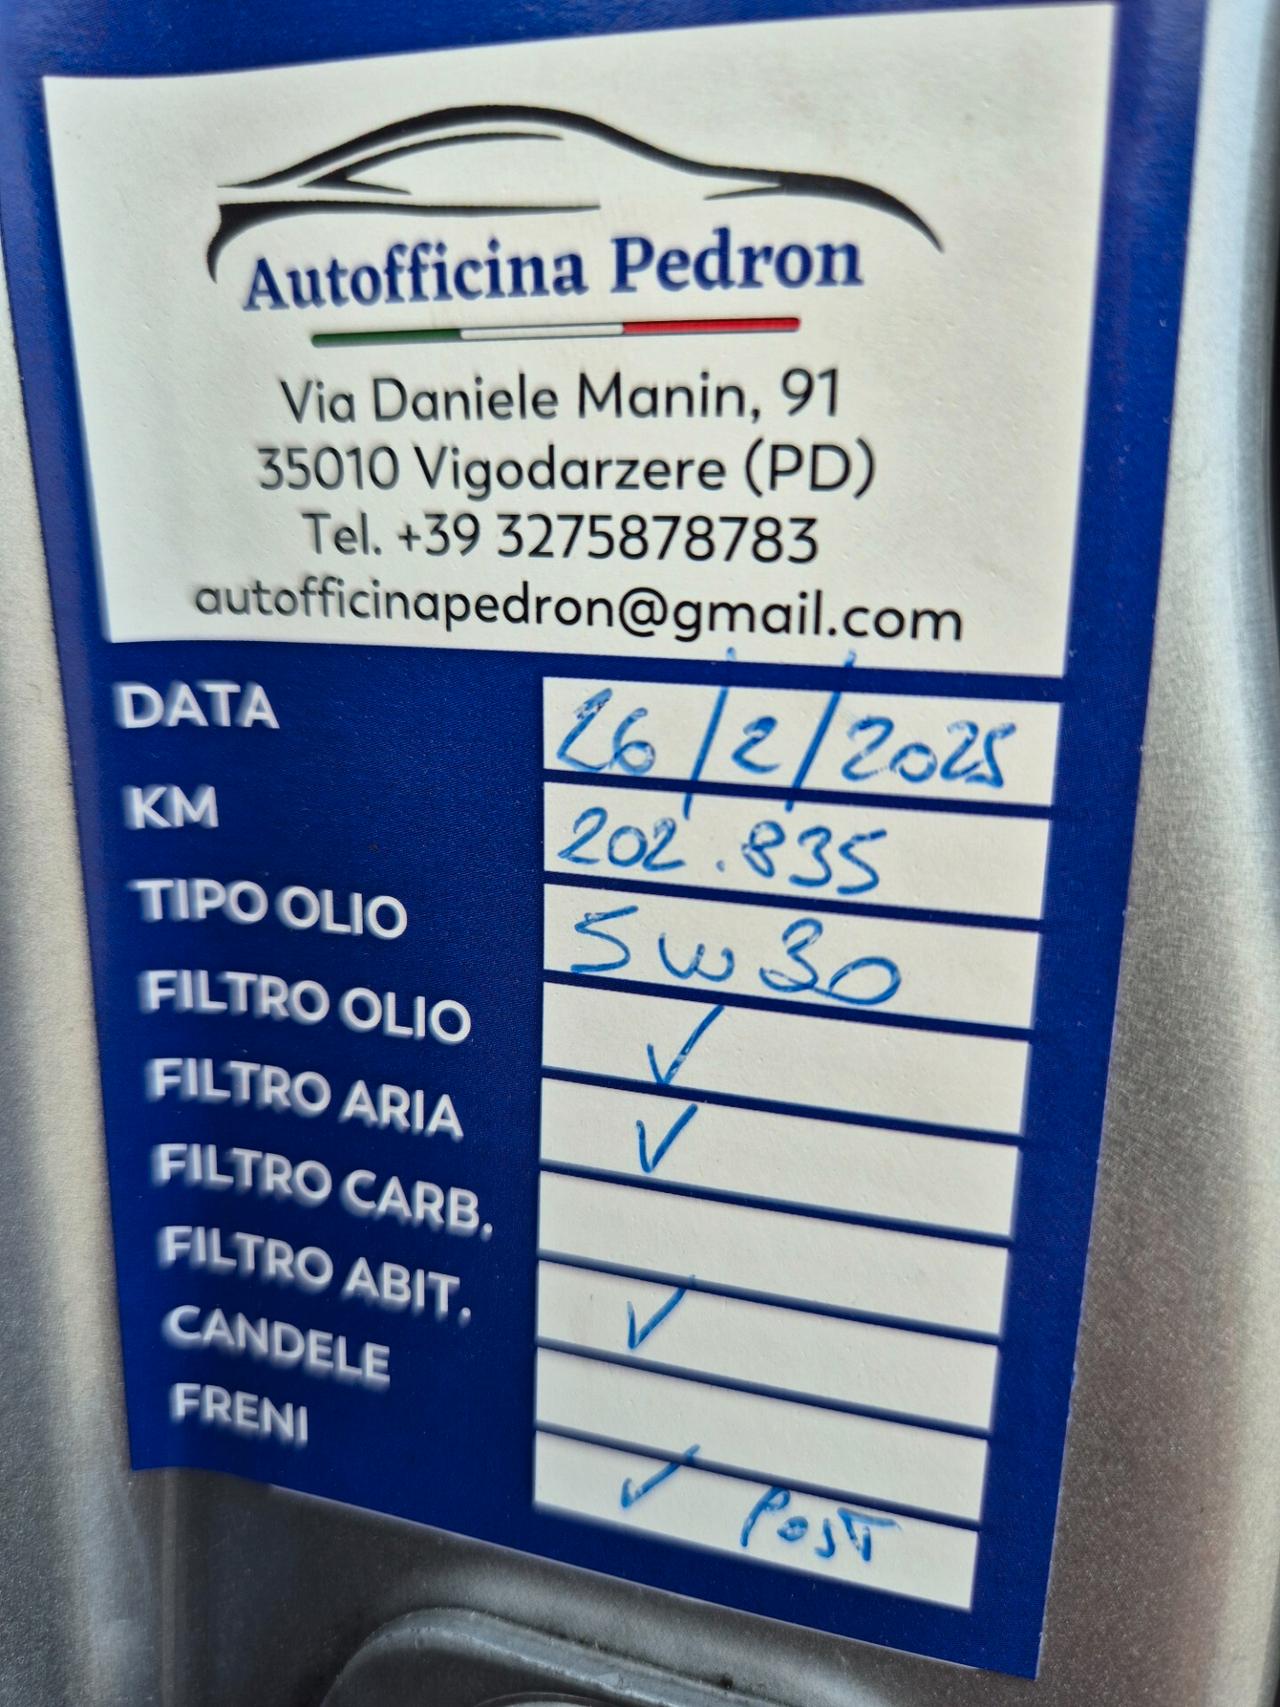 Autofficina Pedron
Via Daniele Manin, 91
35010 Vigodarzere (PD)
Tel. +39 3275878783
autofficinapedron@gmail.com
DATA 26/2/2025
KM 202.835
TIPO OLIO 5w30
FILTRO OLIO ✓
FILTRO ARIA ✓
FILTRO CARB.
FILTRO ABIT. ✓
CANDELE
FRENI ✓ POST